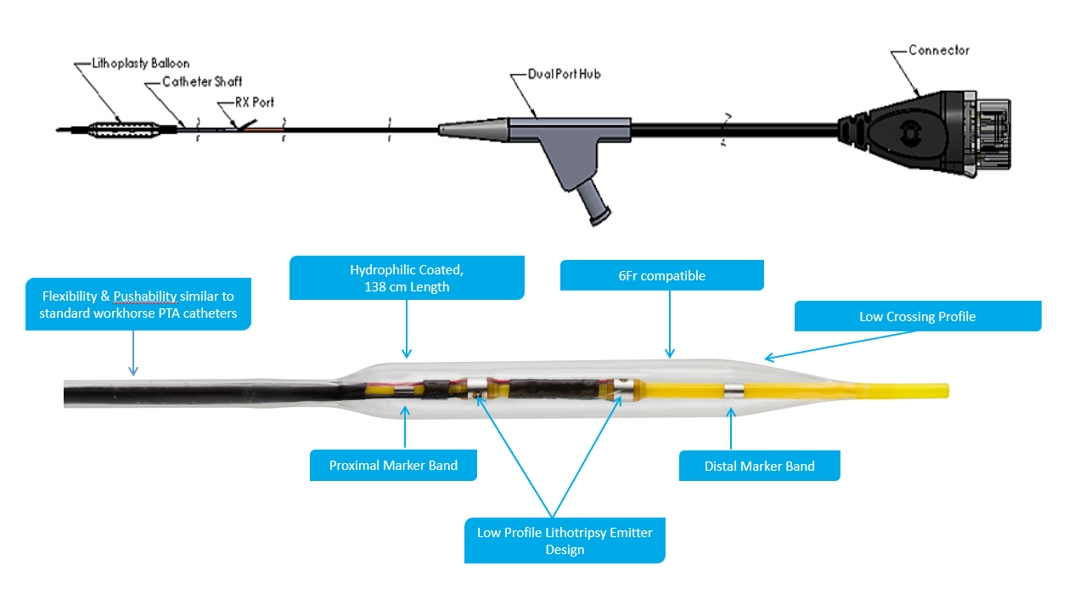 Lithoplasty Balloon
Catheter Shaft
RX Port
Dual Port Hub
Connector
Hydrophilic Coated,
138 cm Length
6Fr compatible
Flexibility & Pushability similar to
standard workhorse PTA catheters
Low Crossing Profile
Proximal Marker Band
Distal Marker Band
Low Profile Lithotripsy Emitter
Design